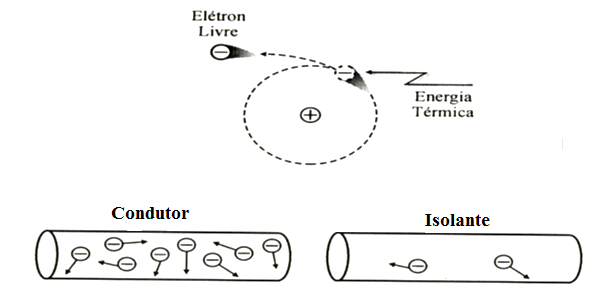 Elétron
Livre
Energia
Térmica
Condutor
Isolante